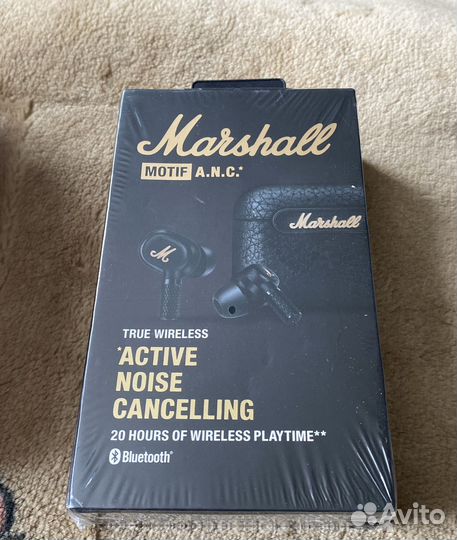 Marshall
MOTIF A.N.C.*
Marshall
M
TRUE WIRELESS
*ACTIVE
NOISE
CANCELLING
20 HOURS OF WIRELESS PLAYTIME**
Bluetooth®
Avito